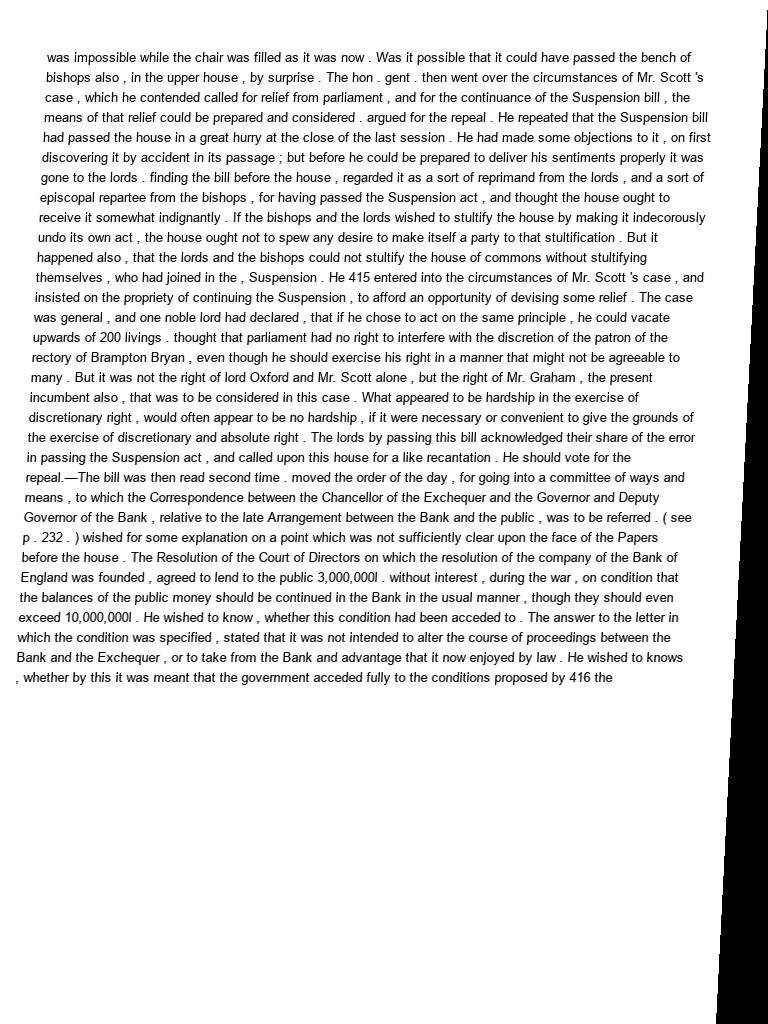 was impossible while the chair was filled as it was now . Was it possible that it could have passed the bench of
bishops also , in the upper house , by surprise . The hon . gent . then went over the circumstances of Mr. Scott 's
case , which he contended called for relief from parliament , and for the continuance of the Suspension bill , the
means of that relief could be prepared and considered . argued for the repeal . He repeated that the Suspension bill
had passed the house in a great hurry at the close of the last session . He had made some objections to it , on first
discovering it by accident in its passage ; but before he could be prepared to deliver his sentiments properly it was
gone to the lords . finding the bill before the house , regarded it as a sort of reprimand from the lords , and a sort of
episcopal repartee from the bishops , for having passed the Suspension act , and thought the house ought to
receive it somewhat indignantly . If the bishops and the lords wished to stultify the house by making it indecorously
undo its own act , the house ought not to spew any desire to make itself a party to that stultification . But it
happened also , that the lords and the bishops could not stultify the house of commons without stultifying
themselves , who had joined in the , Suspension . He 415 entered into the circumstances of Mr. Scott 's case , and
insisted on the propriety of continuing the Suspension , to afford an opportunity of devising some relief . The case
was general , and one noble lord had declared , that if he chose to act on the same principle , he could vacate
upwards of 200 livings . thought that parliament had no right to interfere with the discretion of the patron of the
rectory of Brampton Bryan , even though he should exercise his right in a manner that might not be agreeable to
many . But it was not the right of lord Oxford and Mr. Scott alone , but the right of Mr. Graham , the present
incumbent also , that was to be considered in this case . What appeared to be hardship in the exercise of
discretionary right , would often appear to be no hardship , if it were necessary or convenient to give the grounds of
the exercise of discretionary and absolute right . The lords by passing this bill acknowledged their share of the error
in passing the Suspension act , and called upon this house for a like recantation . He should vote for the
repeal.—The bill was then read second time . moved the order of the day , for going into a committee of ways and
means , to which the Correspondence between the Chancellor of the Exchequer and the Governor and Deputy
Governor of the Bank , relative to the late Arrangement between the Bank and the public , was to be referred . ( see
p . 232 . ) wished for some explanation on a point which was not sufficiently clear upon the face of the Papers
before the house . The Resolution of the Court of Directors on which the resolution of the company of the Bank of
England was founded , agreed to lend to the public 3,000,000l . without interest , during the war , on condition that
the balances of the public money should be continued in the Bank in the usual manner , though they should even
exceed 10,000,000l . He wished to know , whether this condition had been acceded to . The answer to the letter in
which the condition was specified , stated that it was not intended to alter the course of proceedings between the
Bank and the Exchequer , or to take from the Bank and advantage that it now enjoyed by law . He wished to knows
, whether by this it was meant that the government acceded fully to the conditions proposed by 416 the